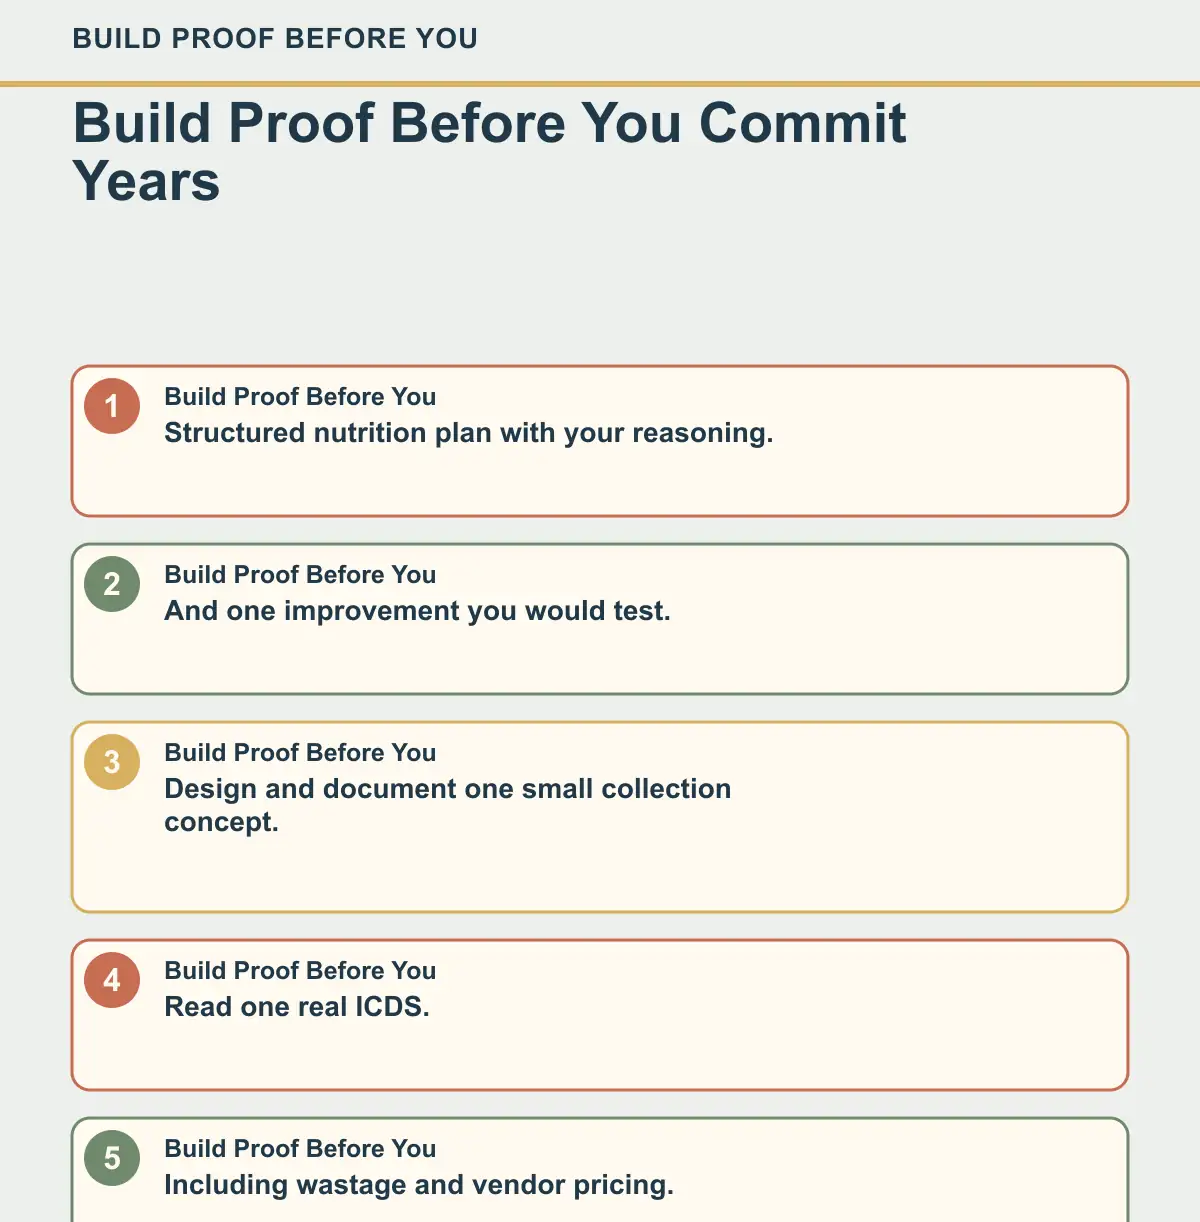 BUILD PROOF BEFORE YOU
Build Proof Before You Commit
Years
1
Build Proof Before You
Structured nutrition plan with your reasoning.
2
Build Proof Before You
And one improvement you would test.
3
Build Proof Before You
Design and document one small collection
concept.
4
Build Proof Before You
Read one real ICDS.
5
Build Proof Before You
Including wastage and vendor pricing.